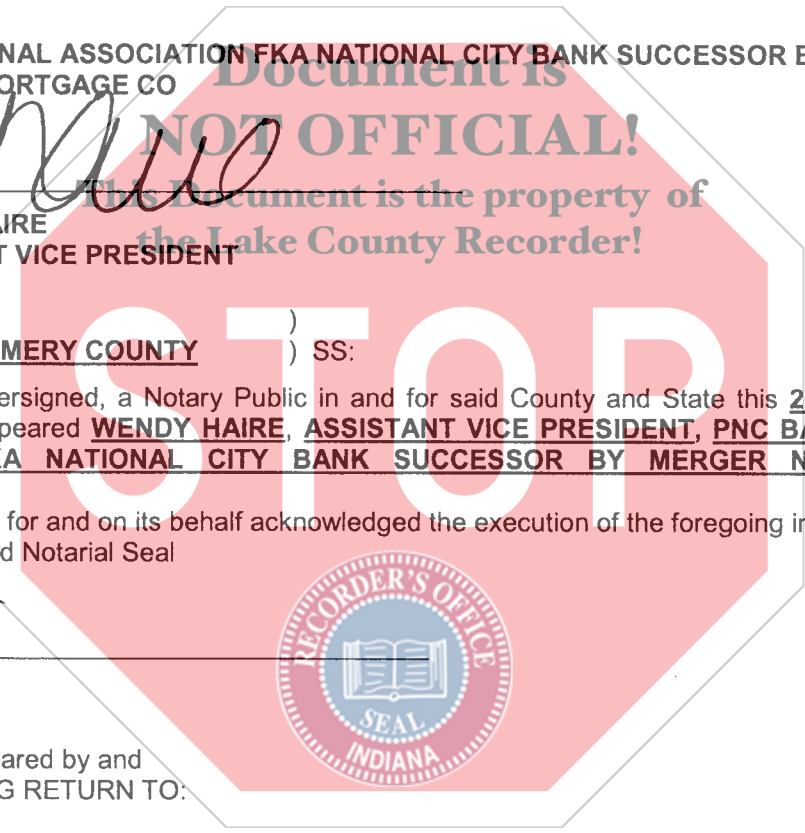 NAL ASSOCIATION FKA NATIONAL CITY BANK SUCCESSOR B
Document is
ORTGAGE CO
NOT OFFICIAL!
This Document is the property of
AIRE
the Lake County Recorder!
T VICE PRESIDENT
)
MERY COUNTY ) SS:
STOP
ersigned, a Notary Public in and for said County and State this 2
peared WENDY HAIRE, ASSISTANT VICE PRESIDENT, PNC BA
KA NATIONAL CITY BANK SUCCESSOR BY MERGER N
for and on its behalf acknowledged the execution of the foregoing in
d Notarial Seal
RECORDER'S OFFICE
SEAL
INDIANA
ared by and
G RETURN TO: